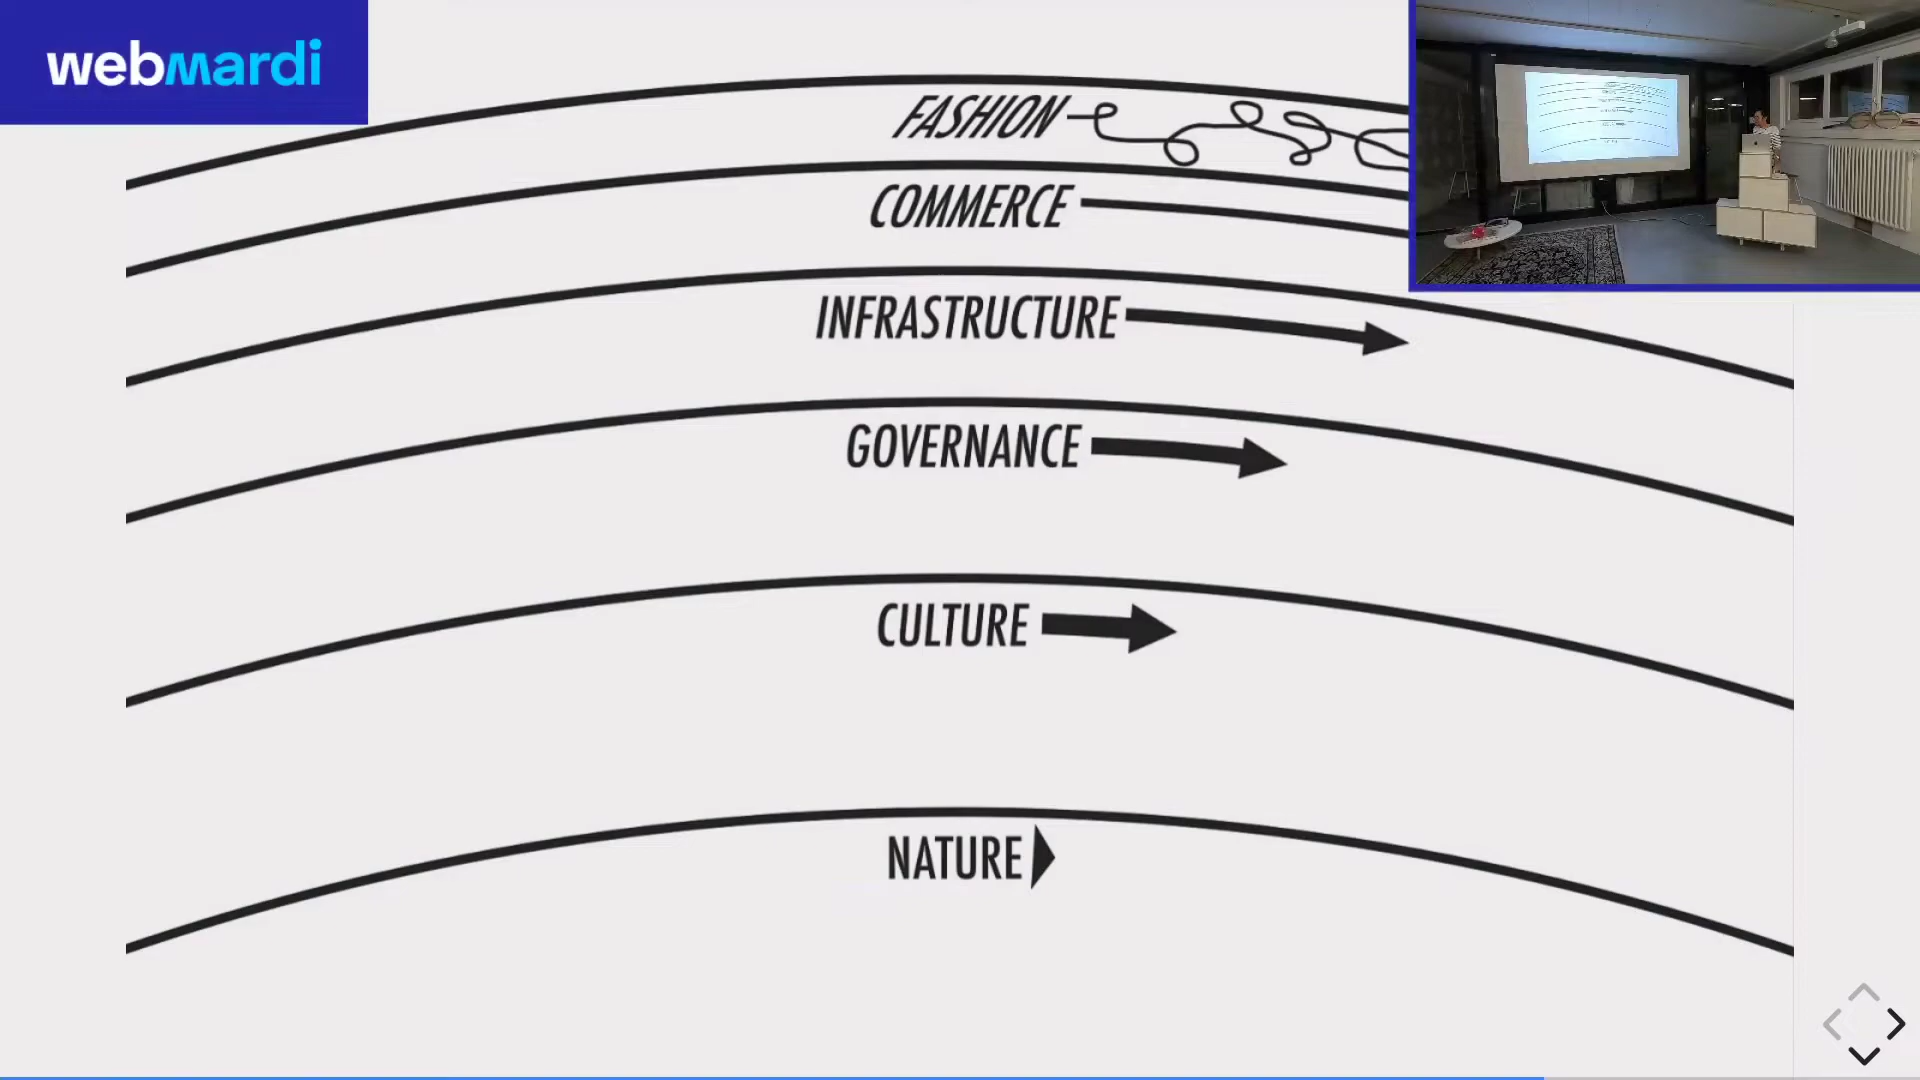 webmardi
FASHION
COMMERCE
INFRASTRUCTURE
GOVERNANCE
CULTURE
NATURE